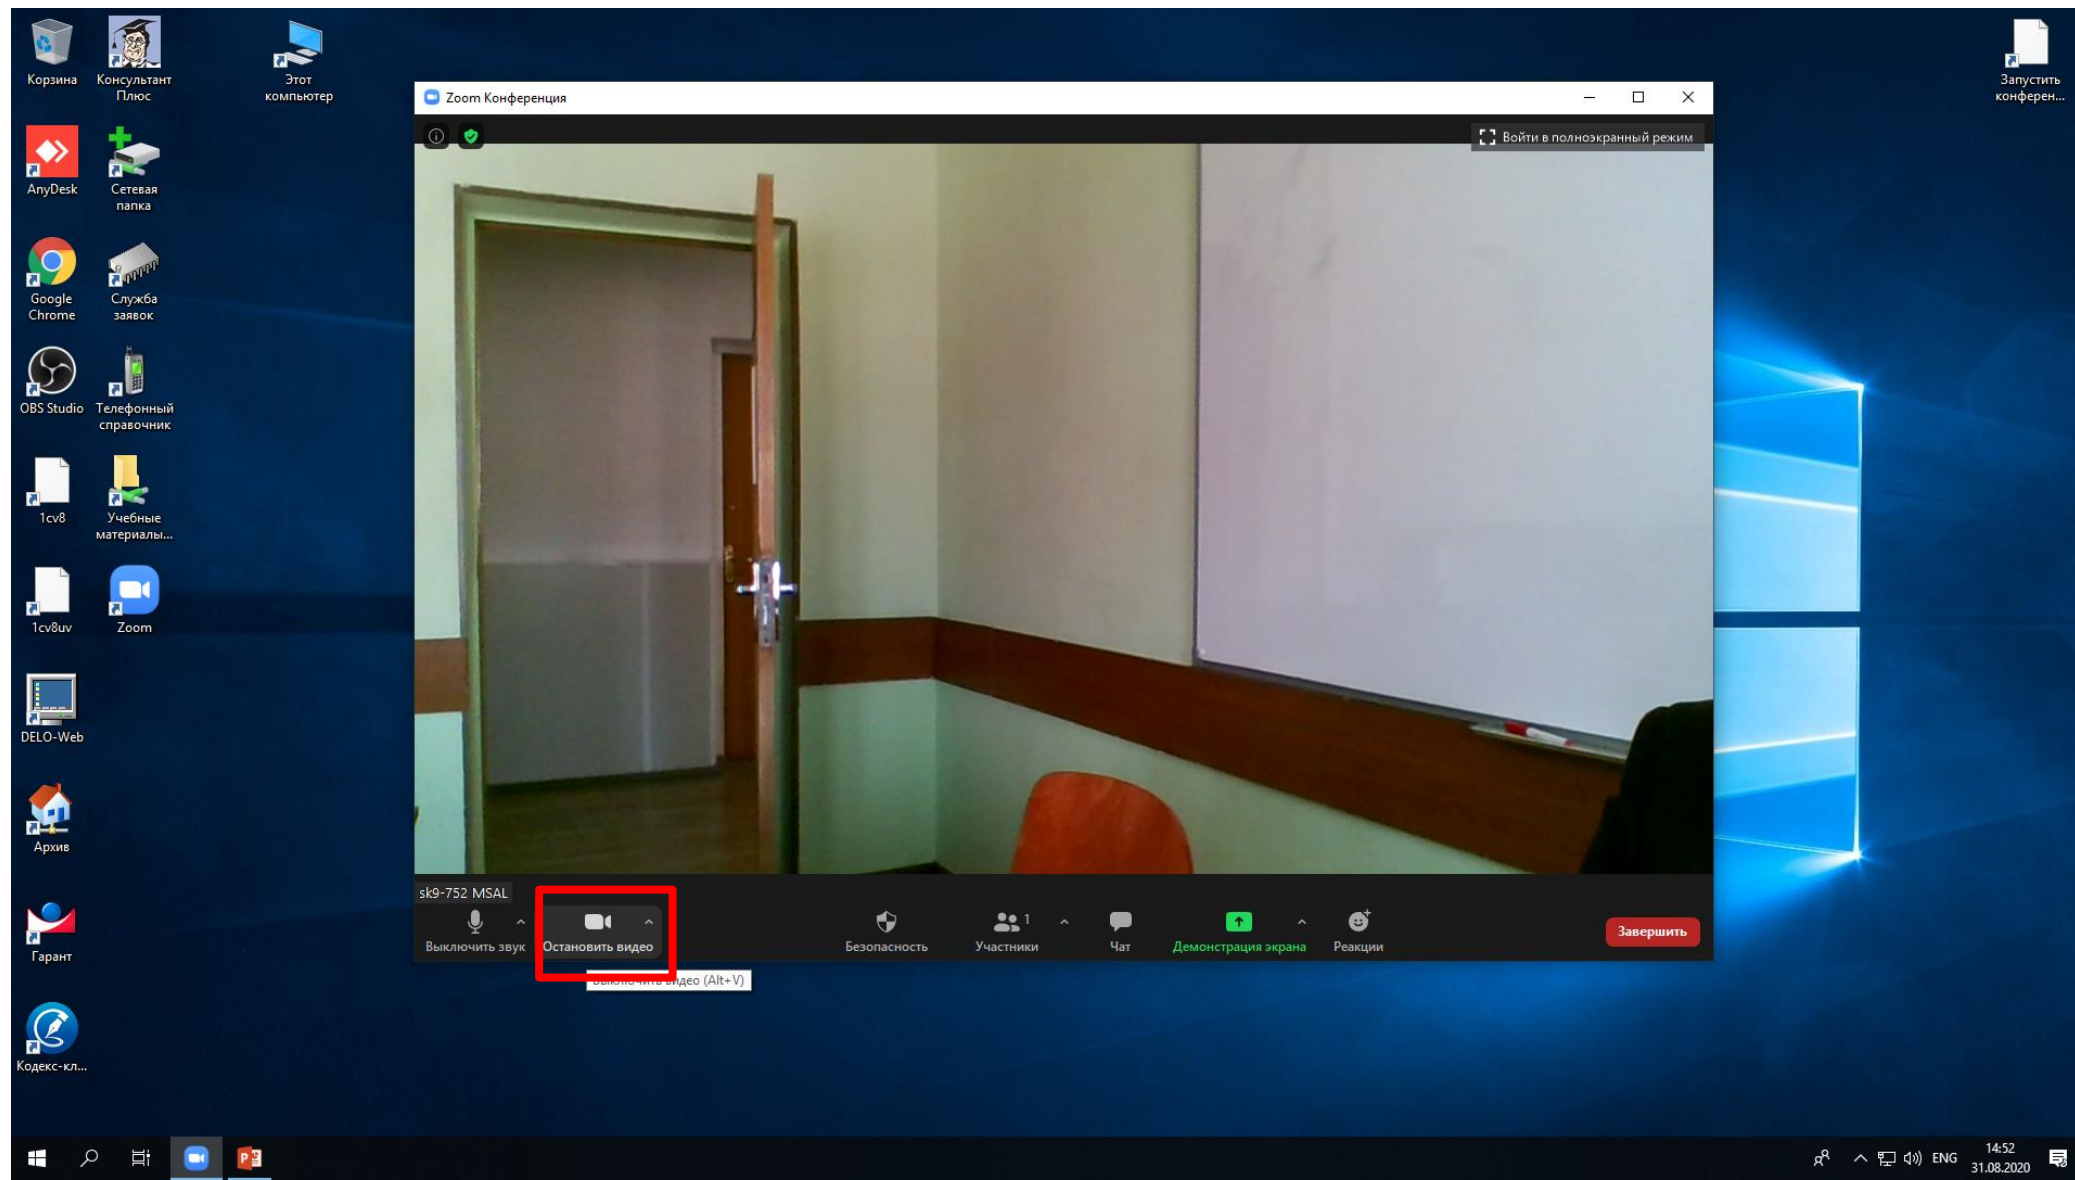 Корзина
Консультант
Плюс
Этот
компьютер
Запустить
конферен...
AnyDesk
Сетевая
папка
Google
Chrome
Служба
заявок
OBS Studio
Телефонный
справочник
1cv8
Учебные
материалы...
1cv8uv
Zoom
DELO-Web
Архив
Гарант
Кодекс-кл...
Zoom Конференция
Войти в полноэкранный режим
sk9-752 MSAL
Выключить звук
Остановить видео
Безопасность
1
Участники
Чат
Демонстрация экрана
Реакции
Завершить
Выключить видео (Alt+V)
ENG
14:52
31.08.2020